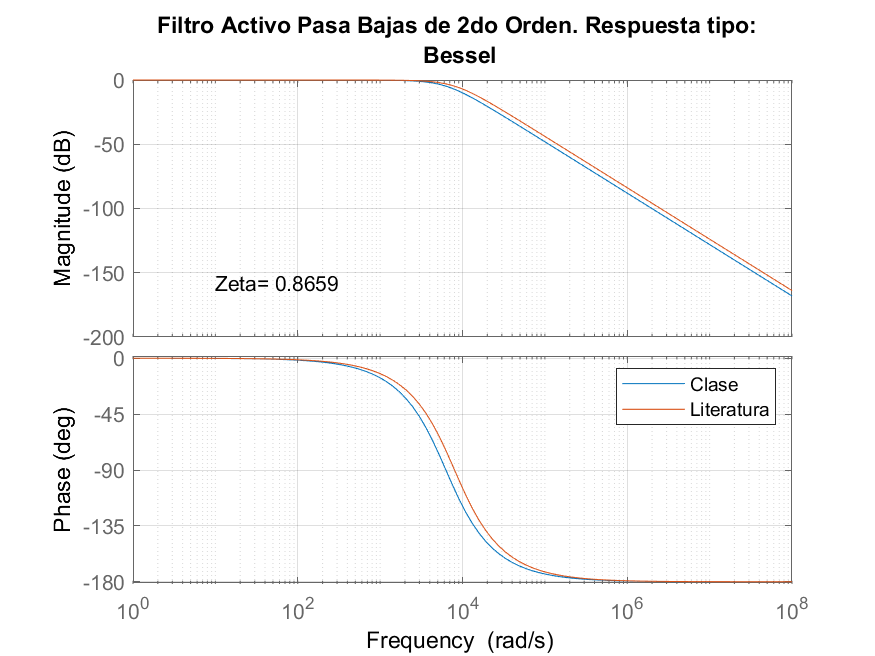 Filtro Activo Pasa Bajas de 2do Orden. Respuesta tipo:
Bessel
0
-50
-100
-150
-200
Magnitude (dB)
Zeta= 0.8659
0
-45
-90
-135
-180
Phase (deg)
Clase
Literatura
10^0 10^2 10^4 10^6 10^8
Frequency (rad/s)